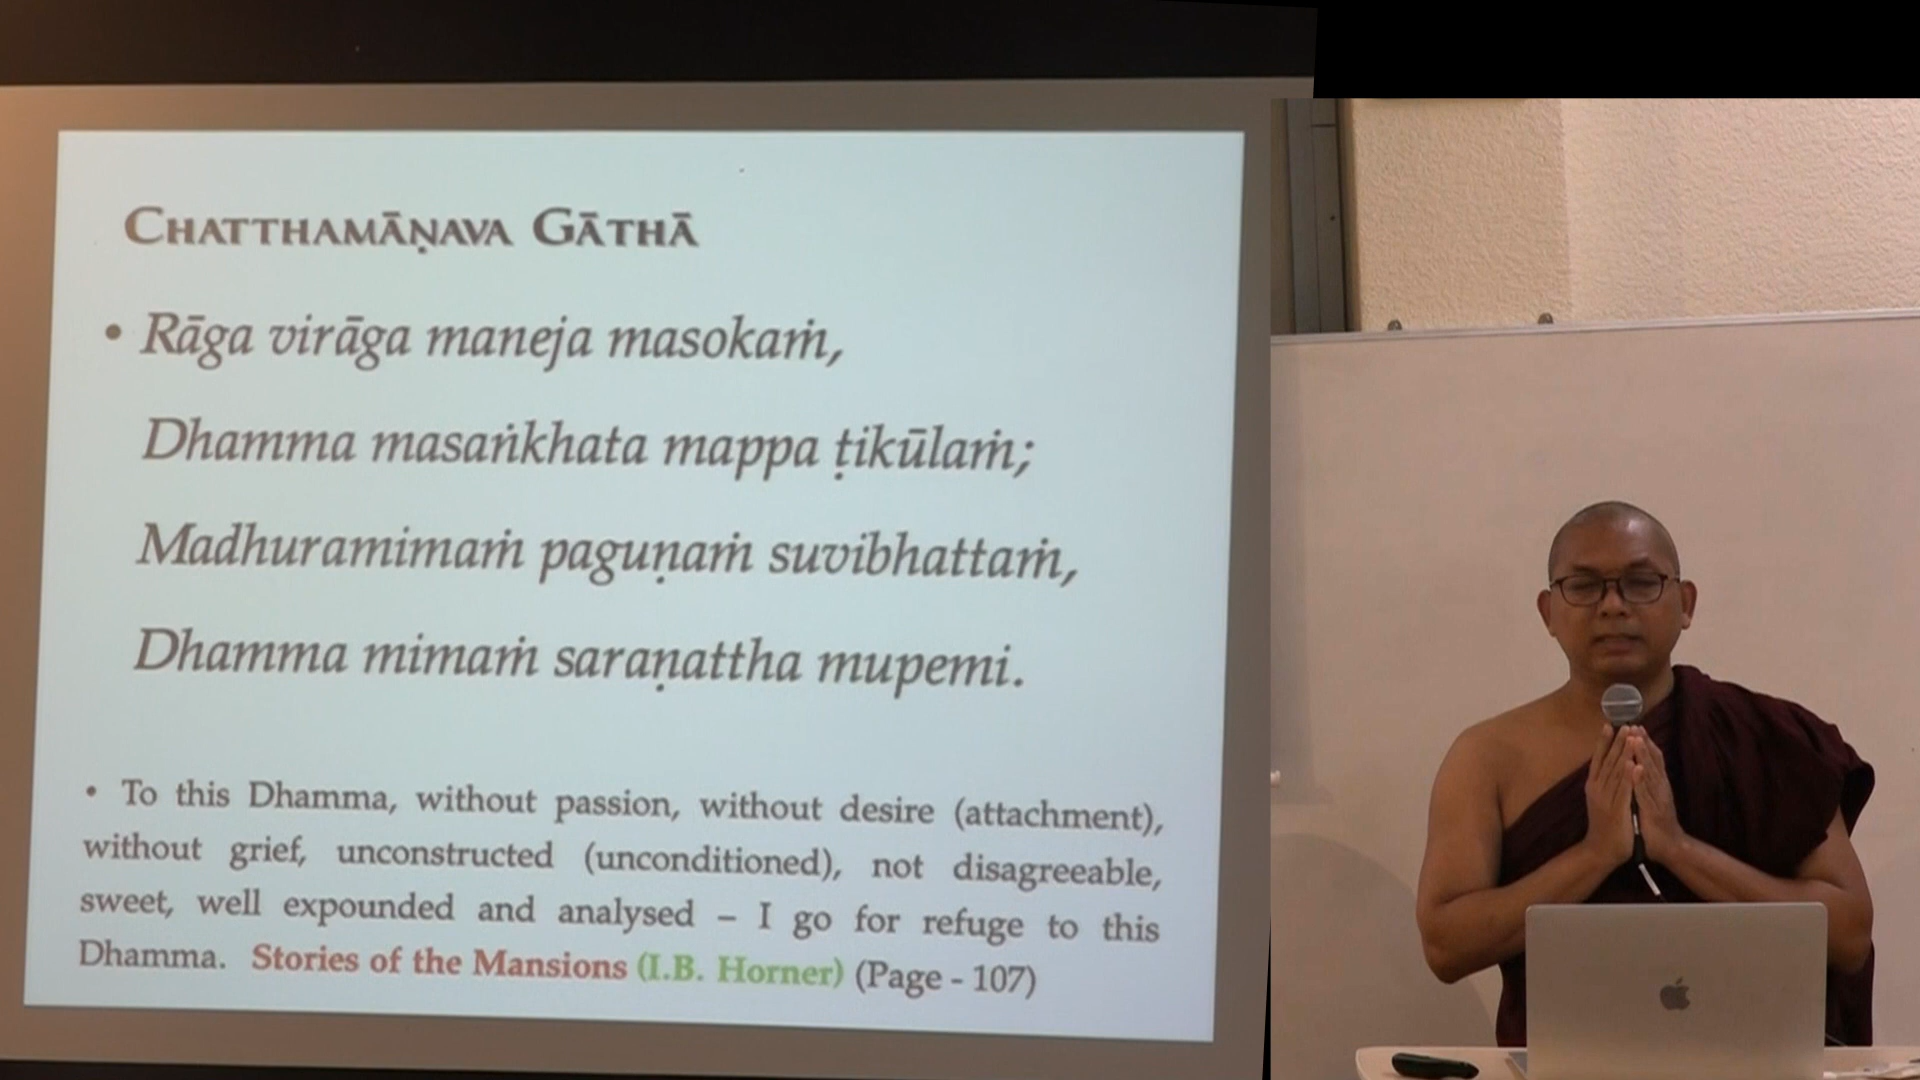 CHATTHAMĀṆAVA GĀTHĀ
• Rāga virāga maneja masokaṁ,
Dhamma masaṅkhata mappa ṭikūlaṁ;
Madhuramimaṁ paguṇaṁ suvibhattaṁ,
Dhamma mimaṁ saraṇattha mupemi.
• To this Dhamma, without passion, without desire (attachment),
without grief, unconstructed (unconditioned), not disagreeable,
sweet, well expounded and analysed – I go for refuge to this
Dhamma. Stories of the Mansions (I.B. Horner) (Page - 107)